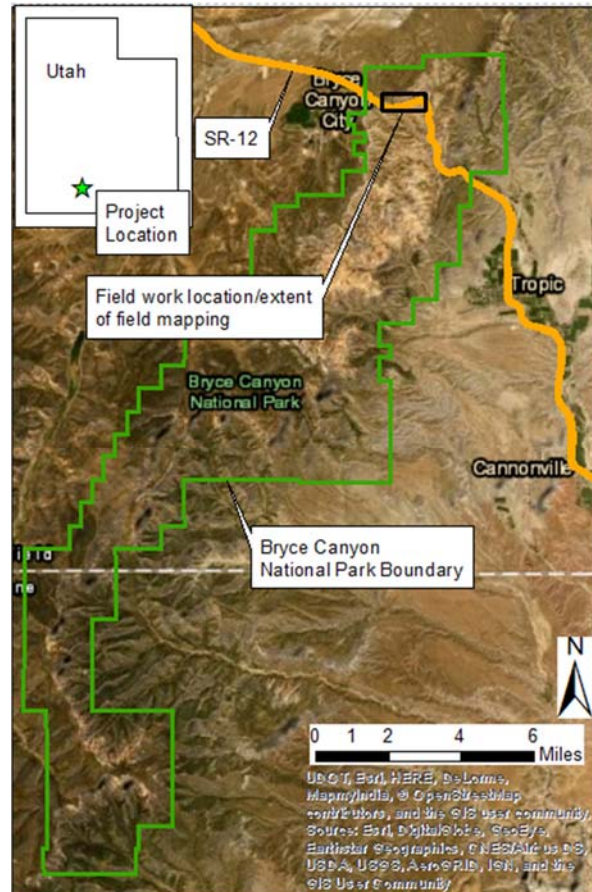 Utah
Bryce
Canyon
City
SR-12
Project
Location
Field work location/extent
of field mapping
Tropic
Bryce Canyon
National Park
Cannonville
Bryce Canyon
National Park Boundary
field
ne
N
0 1 2 4 6
Miles
UDOT, Esri, HERE, DeLorme,
MapmyIndia, © OpenStreetMap
contributors, and the GIS user community,
Source: Esri, DigitalGlobe, GeoEye,
Earthstar Geographics, CNES/Airbus DS,
USDA, USGS, AeroGRID, IGN, and the
GIS User Community